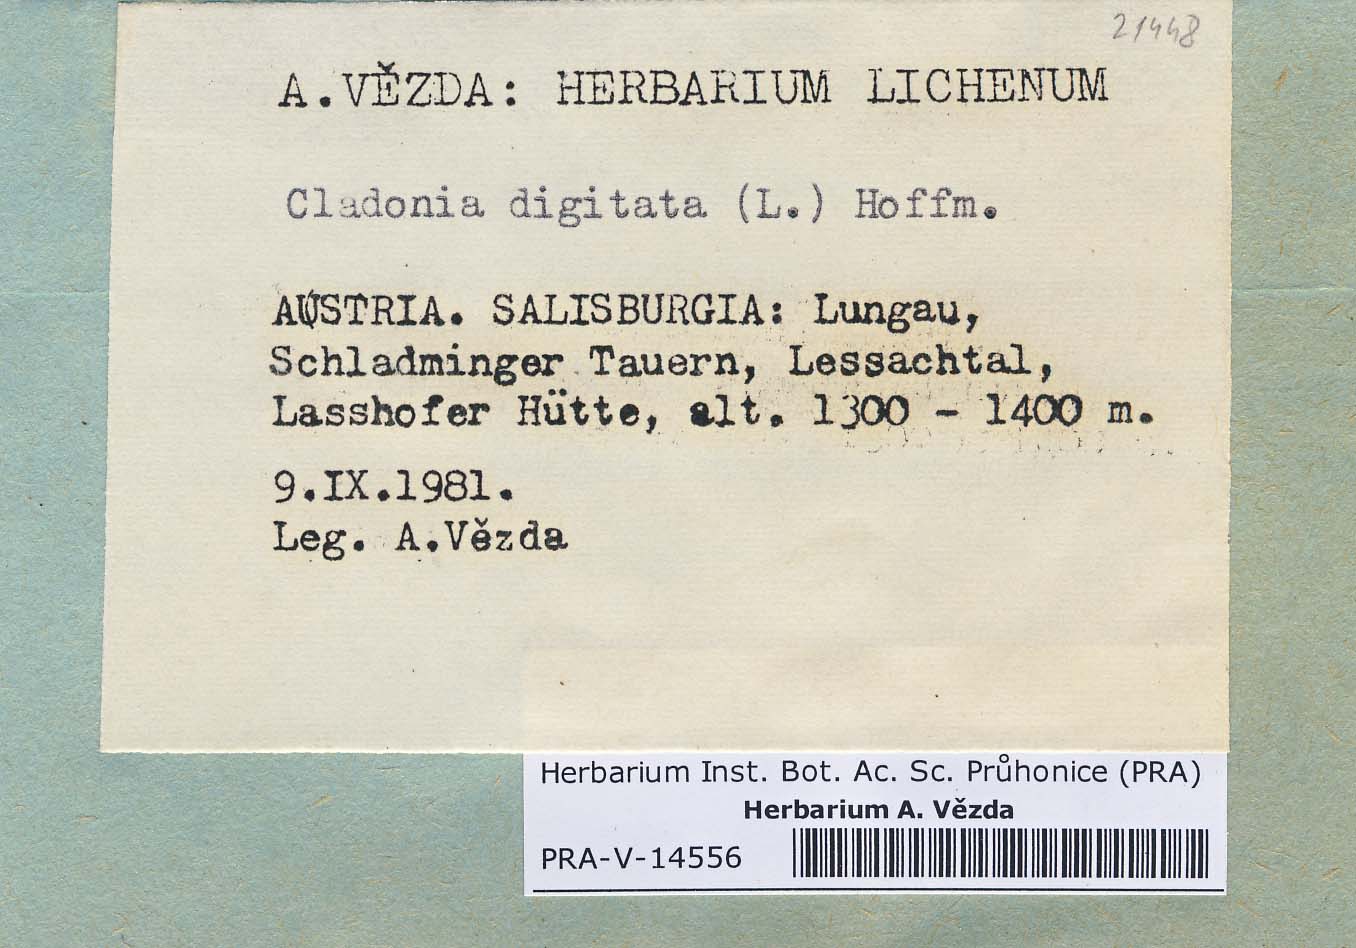 21448
A.VĚZDA: HERBARIUM LICHENUM
Cladonia digitata (L.) Hoffm.
AUSTRIA. SALISBURGIA: Lungau,
Schladminger Tauern, Lessachtal,
Lasshofer Hütte, alt. 1300 - 1400 m.
9.IX.1981.
Leg. A.Vězda
Herbarium Inst. Bot. Ac. Sc. Průhonice (PRA)
Herbarium A. Vězda
PRA-V-14556